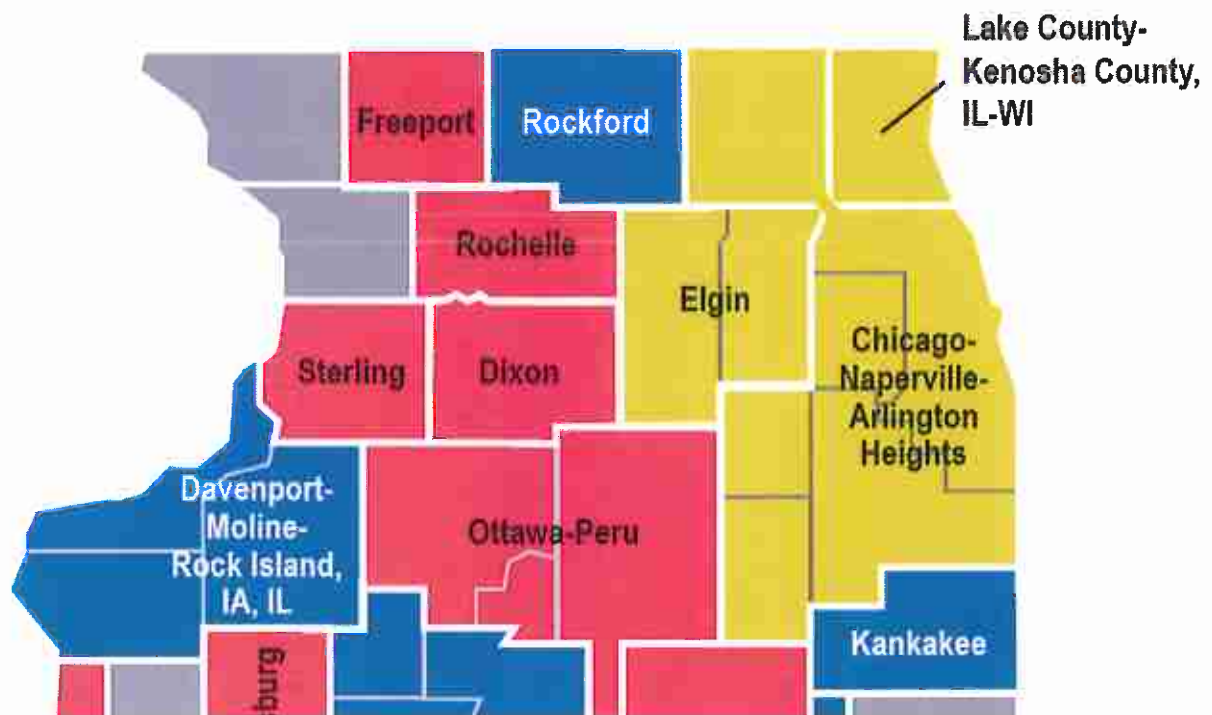 Lake County-
Kenosha County,
IL-WI
Freeport
Rockford
Rochelle
Elgin
Chicago-
Naperville-
Arlington
Heights
Sterling
Dixon
Davenport-
Moline-
Rock Island,
IA, IL
Ottawa-Peru
Kankakee
sburg